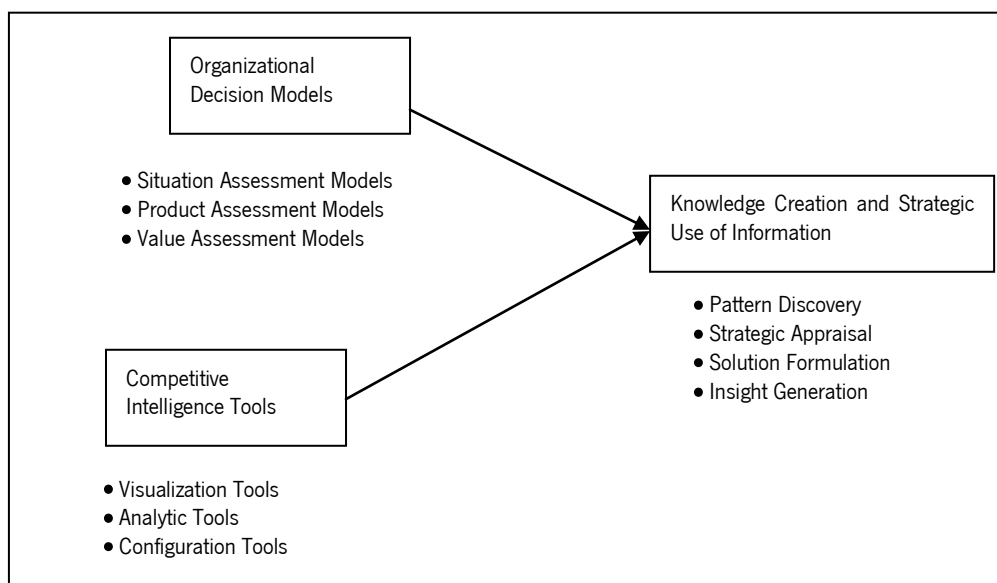 Organizational
Decision Models
• Situation Assessment Models
• Product Assessment Models
• Value Assessment Models
Knowledge Creation and Strategic
Use of Information
• Pattern Discovery
• Strategic Appraisal
• Solution Formulation
• Insight Generation
Competitive
Intelligence Tools
• Visualization Tools
• Analytic Tools
• Configuration Tools